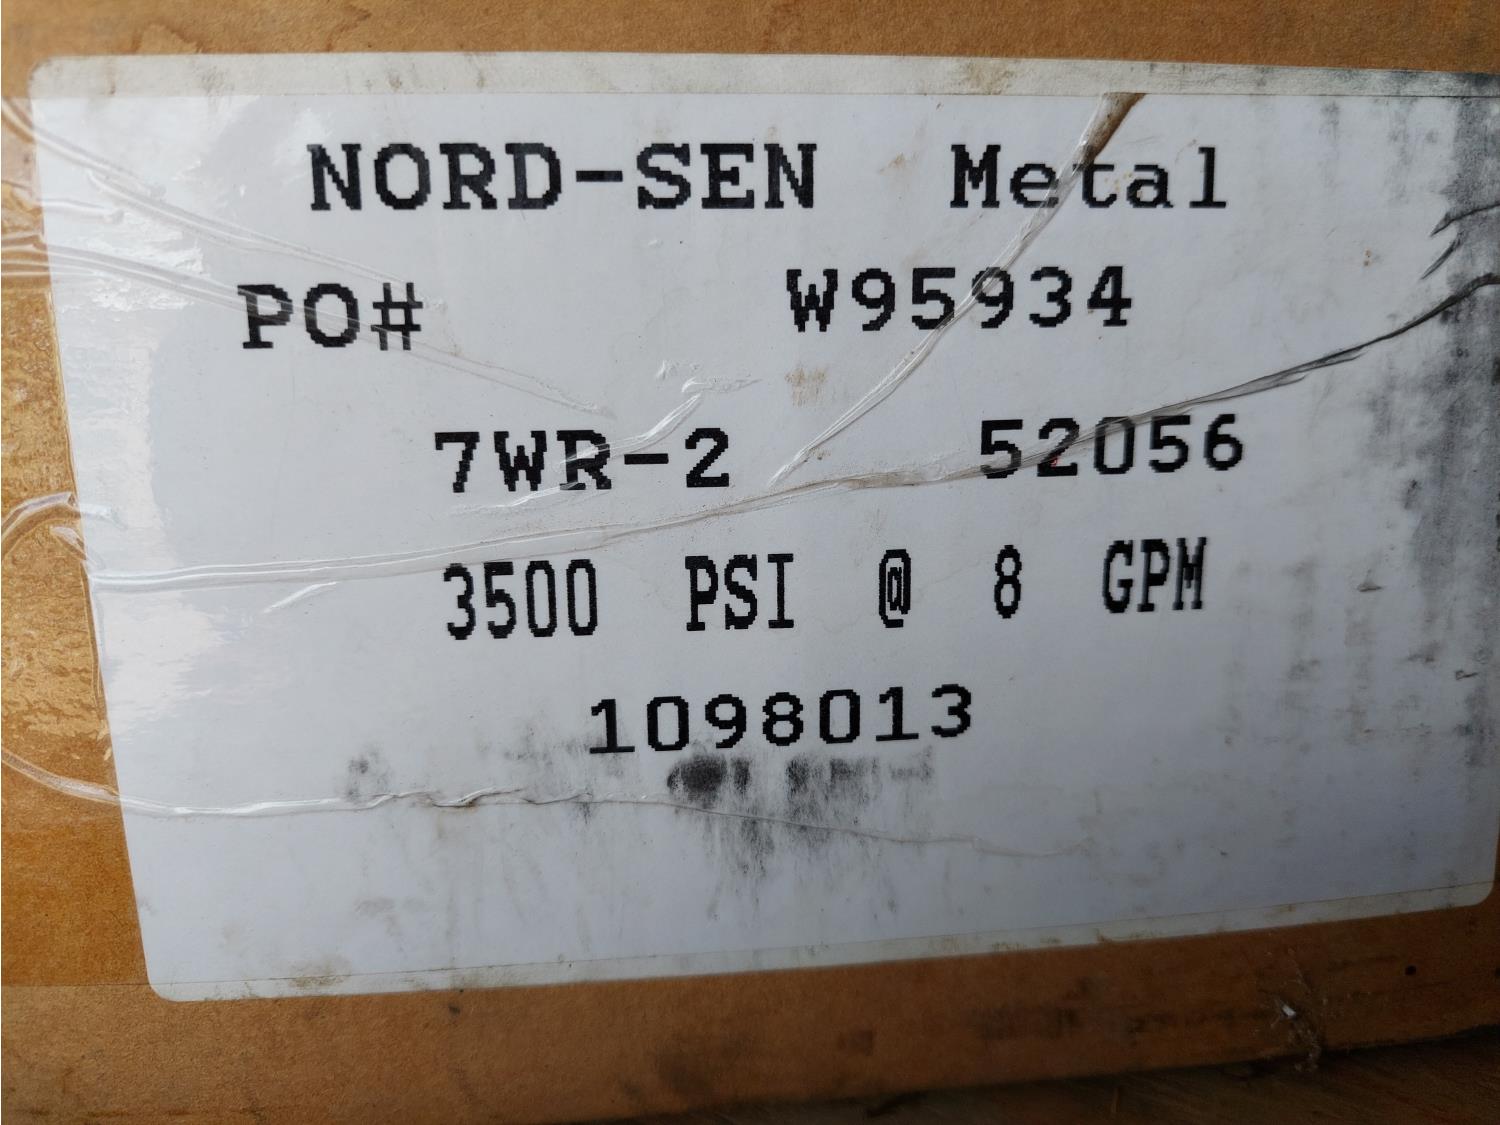 NORD-SEN Metal
PO# W95934
7WR-2 52056
3500 PSI @ 8 GPM
1098013